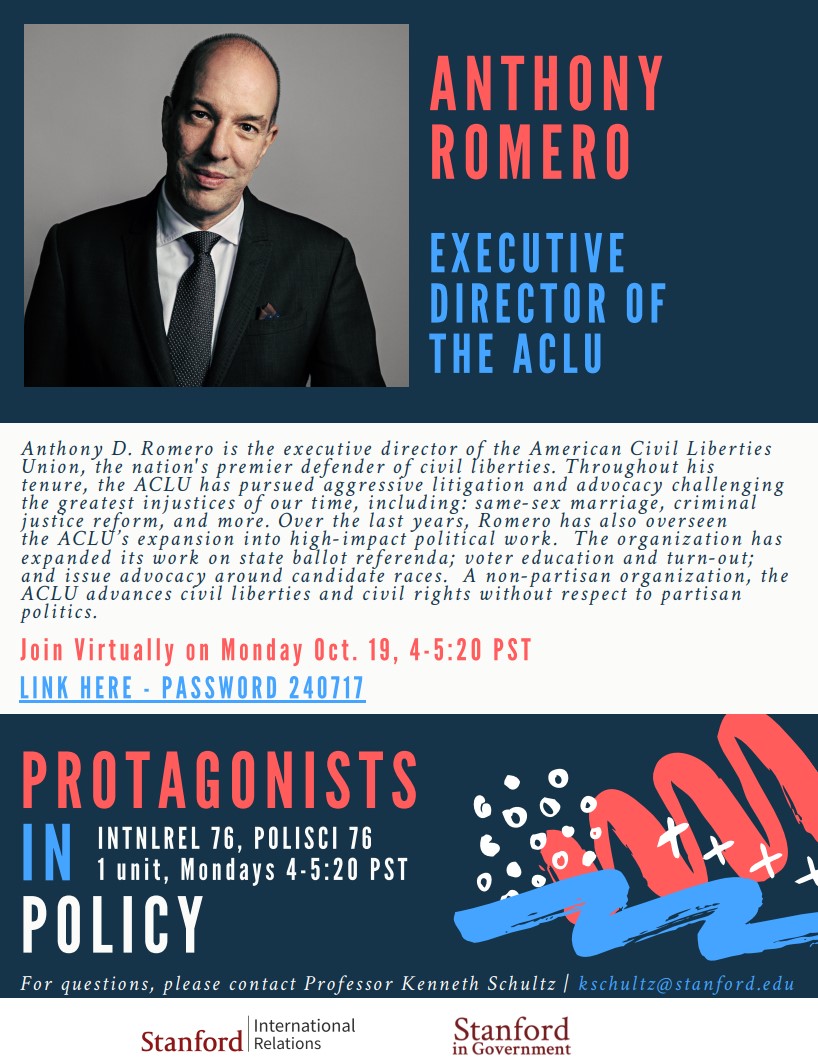 ANTHONY
ROMERO
EXECUTIVE
DIRECTOR OF
THE ACLU
Anthony D. Romero is the executive director of the American Civil Liberties
Union, the nation's premier defender of civil liberties. Throughout his
tenure, the ACLU has pursued aggressive litigation and advocacy challenging
the greatest injustices of our time, including: same-sex marriage, criminal
justice reform, and more. Over the last years, Romero has also overseen
the ACLU’s expansion into high-impact political work. The organization has
expanded its work on state ballot referenda; voter education and turn-out;
and issue advocacy around candidate races. A non-partisan organization, the
ACLU advances civil liberties and civil rights without respect to partisan
politics.
Join Virtually on Monday Oct. 19, 4-5:20 PST
LINK HERE - PASSWORD 240717
PROTAGONISTS
IN
INTNLREL 76, POLISCI 76
1 unit, Mondays 4-5:20 PST
POLICY
For questions, please contact Professor Kenneth Schultz | kschultz@stanford.edu
Stanford | International
Relations
Stanford
in Government